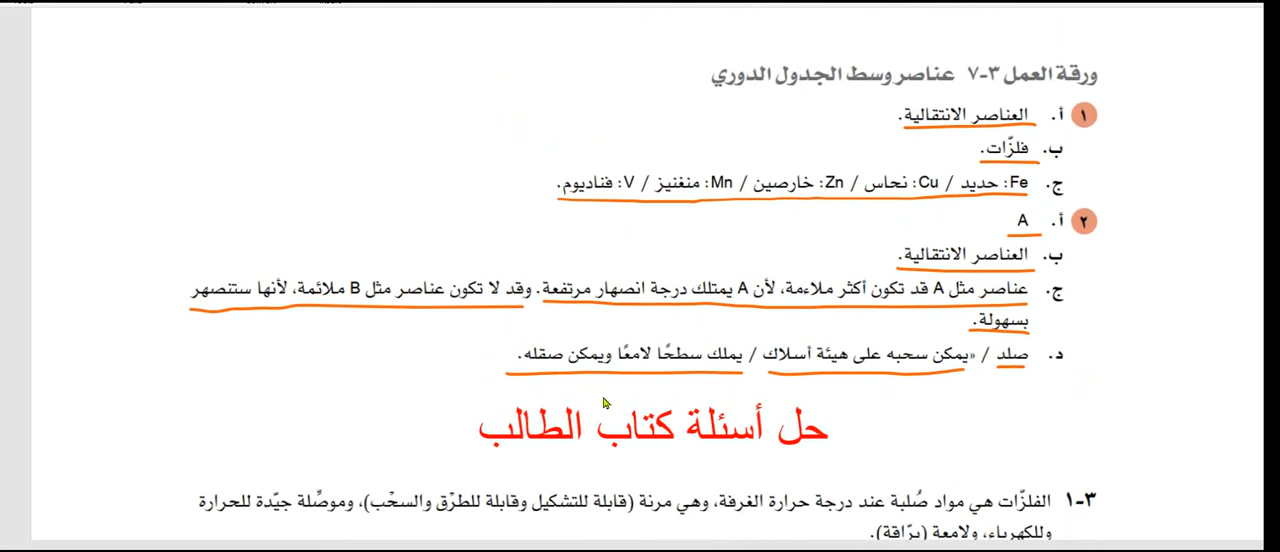 ورقة العمل ٣-٧ عناصر وسط الجدول الدوري
١ أ. العناصر الانتقالية.
ب. فلزّات.
ج. Fe: حديد / Cu: نحاس / Zn: خارصين / Mn: منغنيز / V: فناديوم.
٢ أ. A
ب. العناصر الانتقالية.
ج. عناصر مثل A قد تكون أكثر ملاءمة، لأن A يمتلك درجة انصهار مرتفعة. وقد لا تكون عناصر مثل B ملائمة، لأنها ستنصهر
بسهولة.
د. صلد / «يمكن سحبه على هيئة أسلاك / يملك سطحًا لامعًا ويمكن صقله.
حل أسئلة كتاب الطالب
٣-١ الفلزّات هي مواد صُلبة عند درجة حرارة الغرفة، وهي مرنة (قابلة للتشكيل وقابلة للطرْق والسحْب)، وموصِّلة جيّدة للحرارة
وللكهرباء، ولامعة (برّاقة).